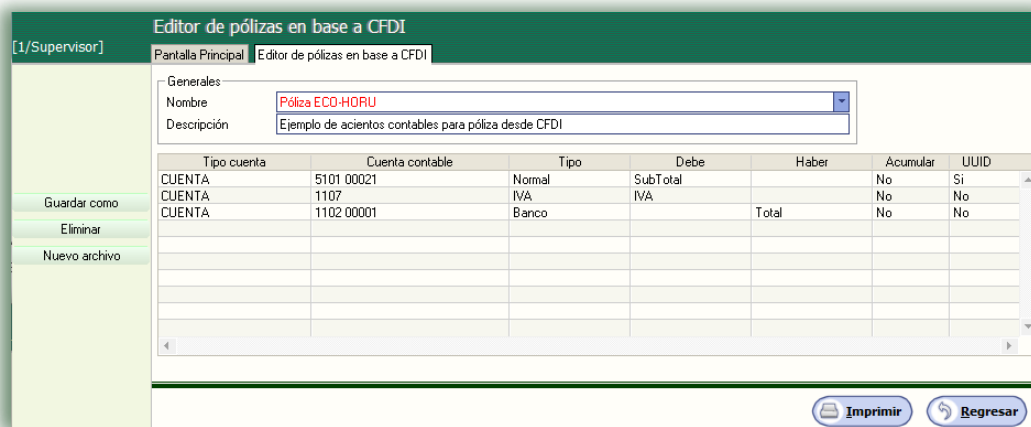 Editor de pólizas en base a CFDI
[1/Supervisor]
Pantalla Principal Editor de pólizas en base a CFDI
Generales
Nombre Póliza ECO-HORU
Descripción Ejemplo de acientos contables para póliza desde CFDI
Tipo cuenta Cuenta contable Tipo Debe Haber Acumular UUID
CUENTA 5101 00021 Normal SubTotal No Si
CUENTA 1107 IVA IVA No No
CUENTA 1102 00001 Banco Total No No
Guardar como
Eliminar
Nuevo archivo
Imprimir Regresar